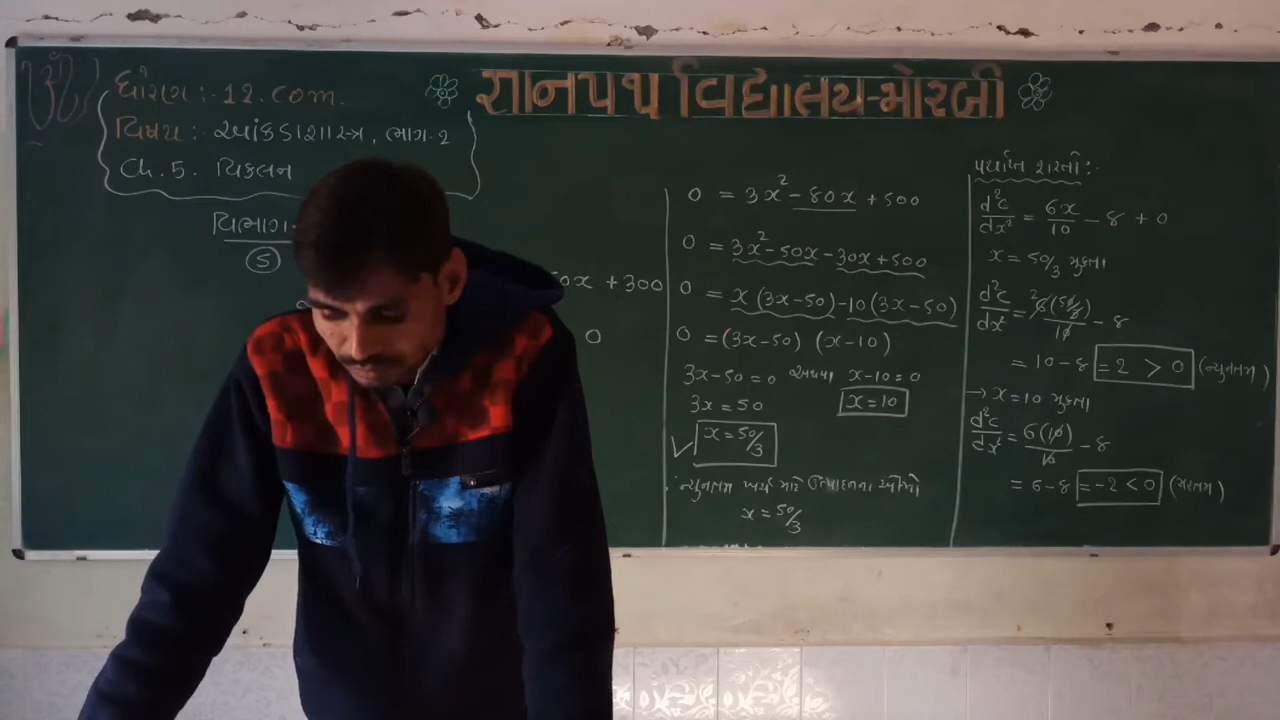 ૐ
ધોરણ :- 12. com.
વિષય :- આંકડાશાસ્ત્ર, ભાગ-2
Ch. 5. વિકલન
જ્ઞાનપથ વિદ્યાલય-મોરબી
વિભાગ-
5
0x + 300
0
0 = 3x² - 80x + 500
0 = 3x² - 50x - 30x + 500
0 = x(3x-50) - 10(3x-50)
0 = (3x-50) (x-10)
3x-50=0 અથવા x-10=0
3x = 50 x=10
✓ x = 50/3
∴ ન્યુનતમ ખર્ચ માટે ઉત્પાદનના એકમો
x = 50/3
પર્યાપ્ત શરતો:-
d²c/dx² = 6x/10 - 8 + 0
x = 50/3 મુકતા
d²c/dx² = 6(50/3)/10 - 8
= 10-8 = 2 > 0 (ન્યુનતમ)
→ x = 10 મુકતા
d²c/dx² = 6(10)/10 - 8
= 6-8 = -2 < 0 (મહતમ)